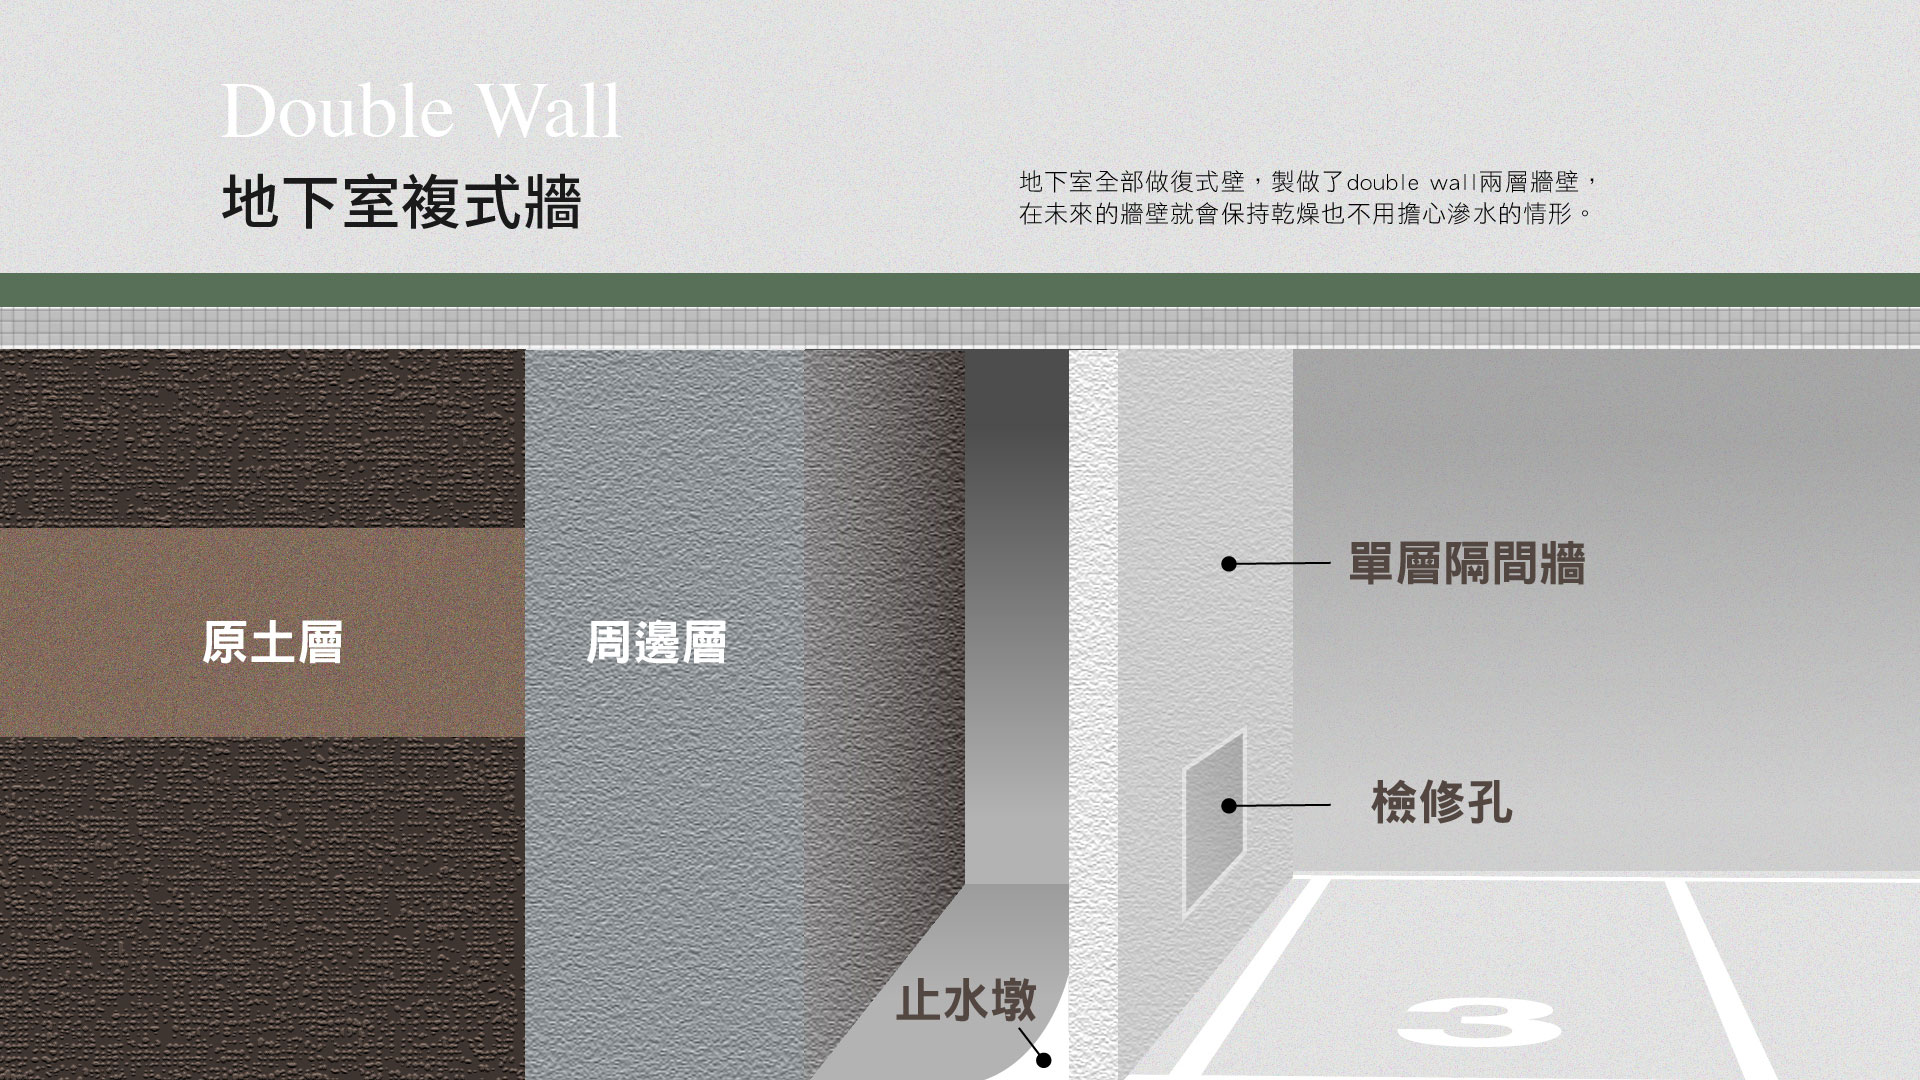 Double Wall
地下室複式牆
地下室全部做復式壁，製做了double wall兩層牆壁，
在未來的牆壁就會保持乾燥也不用擔心滲水的情形。
單層隔間牆
原土層
周邊層
檢修孔
止水墩
3